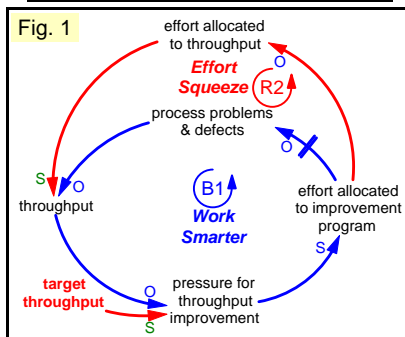 Fig. 1
effort allocated
to throughput
O
Effort
Squeeze
R2
process problems
& defects
O
S
O
throughput
B1
effort allocated
to improvement
program
Work
Smarter
S
target
throughput
O
pressure for
throughput
improvement
S